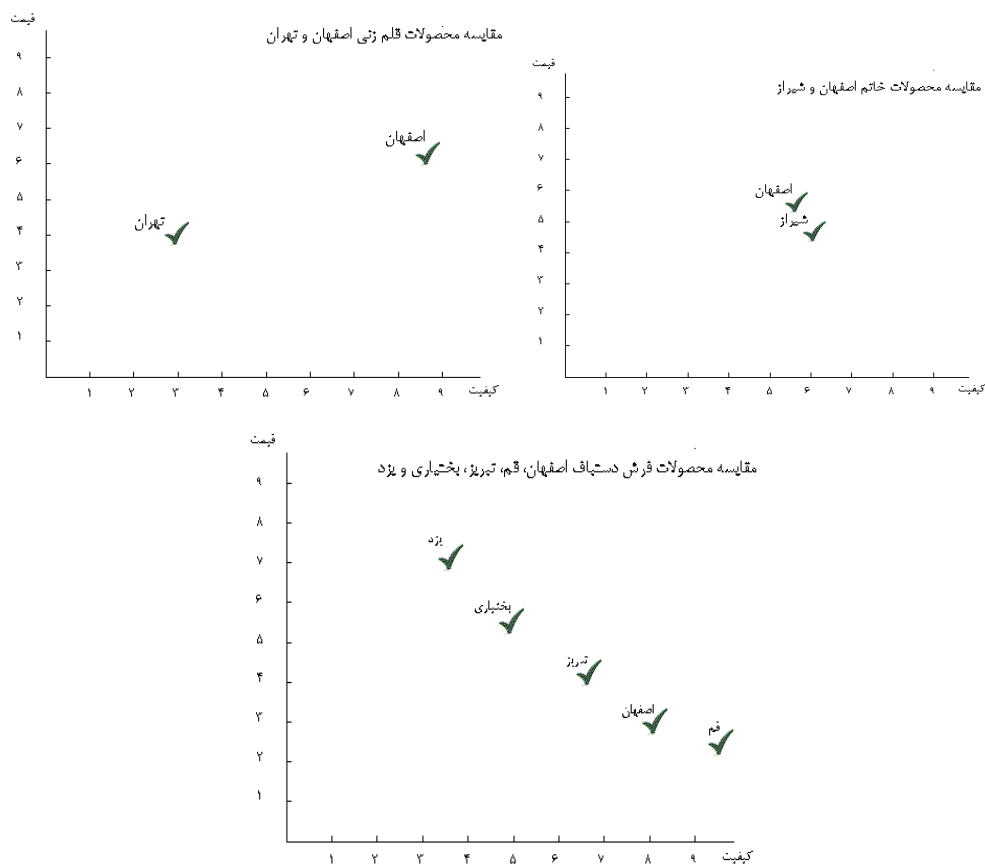 قیمت
مقایسه محصولات قلم زنی اصفهان و تهران
۹
۸
۷
۶
۵
۴
۳
۲
۱
اصفهان
تهران
۱ ۲ ۳ ۴ ۵ ۶ ۷ ۸ ۹ کیفیت
قیمت
مقایسه محصولات خاتم اصفهان و شیراز
۹
۸
۷
۶
۵
۴
۳
۲
۱
اصفهان
شیراز
۱ ۲ ۳ ۴ ۵ ۶ ۷ ۸ ۹ کیفیت
قیمت
مقایسه محصولات فرش دستباف اصفهان، قم، تبریز، بختیاری و یزد
۹
۸
۷
۶
۵
۴
۳
۲
۱
یزد
بختیاری
تبریز
اصفهان
قم
۱ ۲ ۳ ۴ ۵ ۶ ۷ ۸ ۹ کیفیت